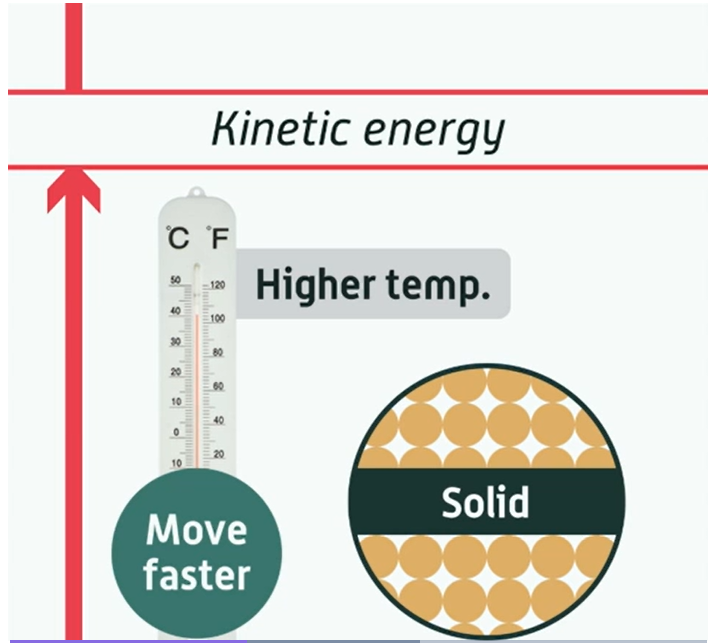 Kinetic energy
°C °F
Higher temp.
50 120
40 100
30 80
20 60
10 40
0 20
10
Solid
Move
faster